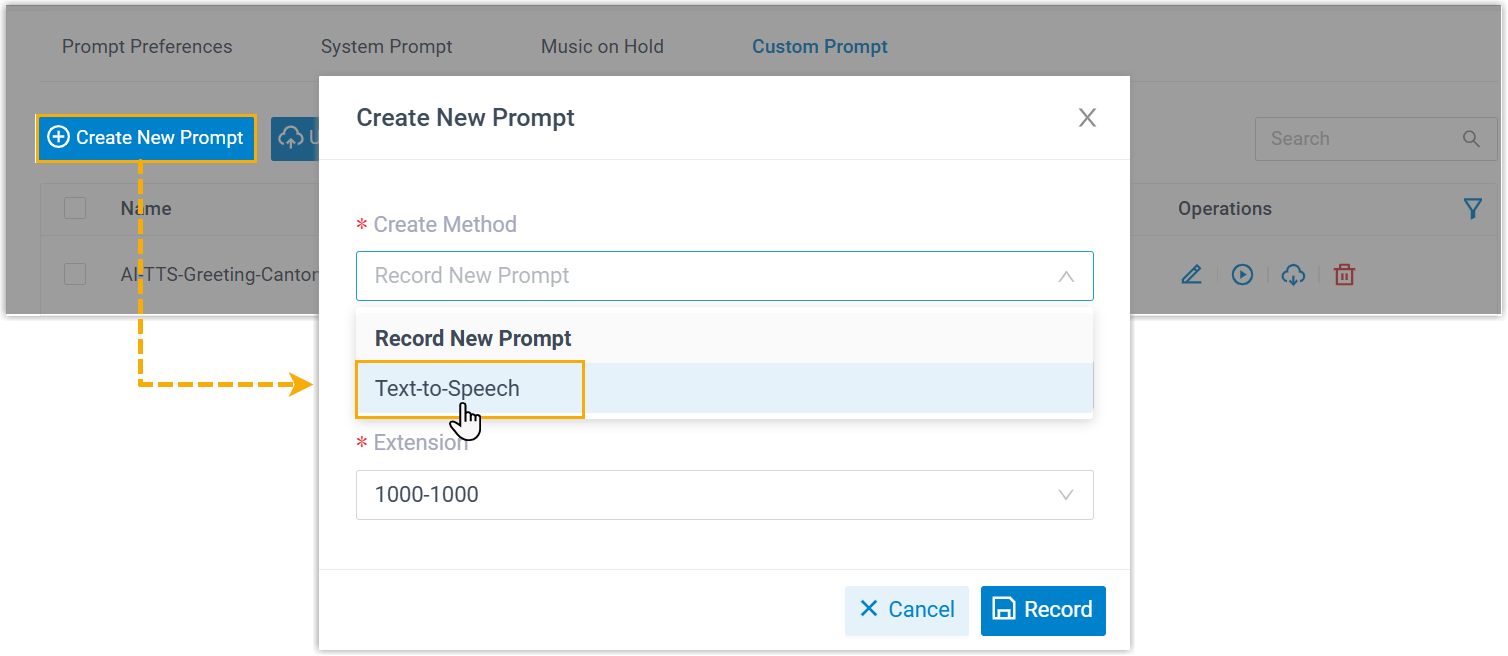 Prompt Preferences System Prompt Music on Hold Custom Prompt
Create New Prompt
Create New Prompt
Search
Name
Operations
* Create Method
Record New Prompt
AI-TTS-Greeting-Canton
Record New Prompt
Text-to-Speech
* Extension
1000-1000
Cancel Record